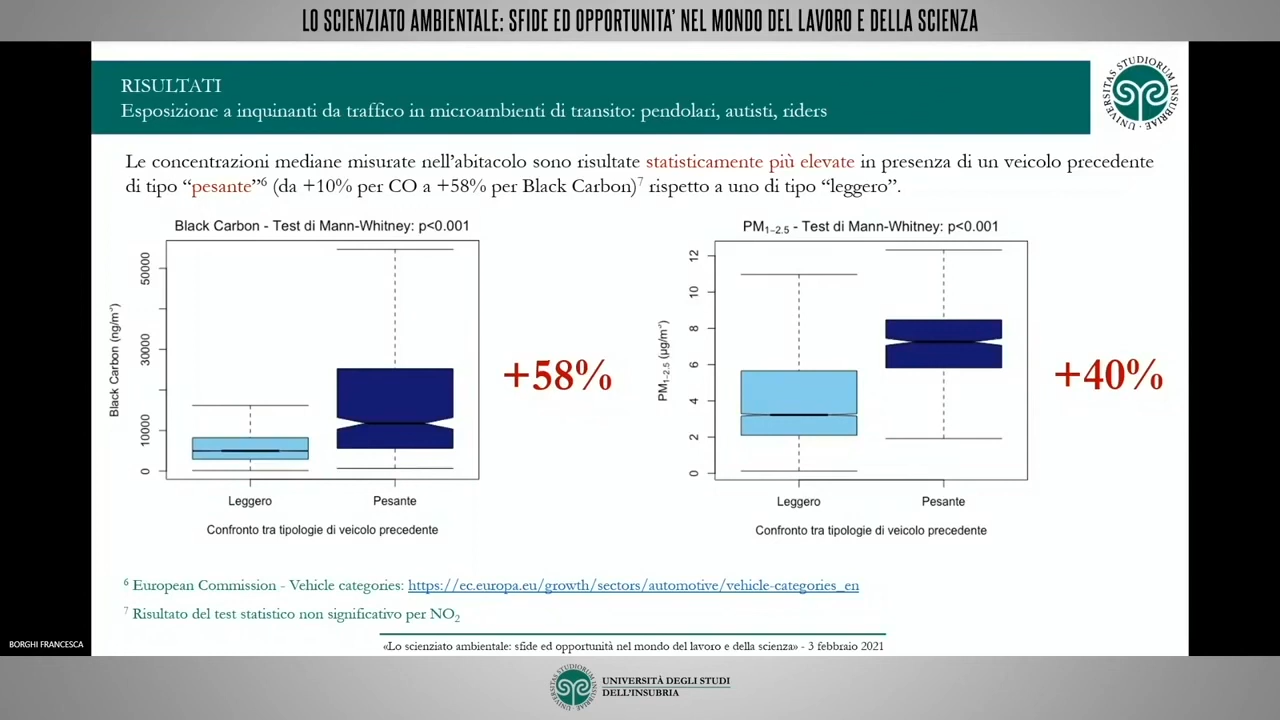 LO SCIENZIATO AMBIENTALE: SFIDE ED OPPORTUNITA' NEL MONDO DEL LAVORO E DELLA SCIENZA
RISULTATI
Esposizione a inquinanti da traffico in microambienti di transito: pendolari, autisti, riders
UNIVERSITAS STUDIORUM INSUBRIAE
Le concentrazioni mediane misurate nell'abitacolo sono risultate statisticamente più elevate in presenza di un veicolo precedente
di tipo "pesante"⁶ (da +10% per CO a +58% per Black Carbon)⁷ rispetto a uno di tipo "leggero".
Black Carbon - Test di Mann-Whitney: p<0.001
Black Carbon (ng/m³)
50000
30000
10000
0
Leggero
Pesante
Confronto tra tipologie di veicolo precedente
+58%
PM₁₋₂.₅ - Test di Mann-Whitney: p<0.001
PM₁₋₂.₅ (µg/m³)
12
10
8
6
4
2
0
Leggero
Pesante
Confronto tra tipologie di veicolo precedente
+40%
⁶ European Commission - Vehicle categories: https://ec.europa.eu/growth/sectors/automotive/vehicle-categories_en
⁷ Risultato del test statistico non significativo per NO₂
«Lo scienziato ambientale: sfide ed opportunità nel mondo del lavoro e della scienza» - 3 febbraio 2021
BORGHI FRANCESCA
UNIVERSITÀ DEGLI STUDI
DELL'INSUBRIA